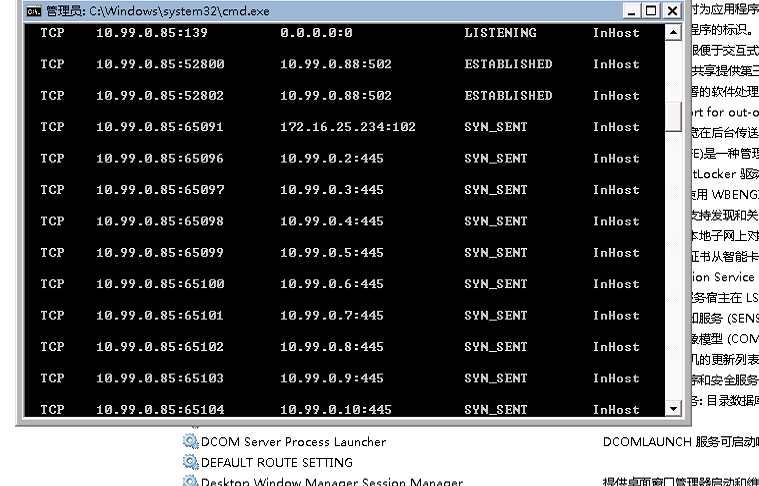 管理员: C:\Windows\system32\cmd.exe
TCP 10.99.0.85:139 0.0.0.0:0 LISTENING InHost
TCP 10.99.0.85:52800 10.99.0.88:502 ESTABLISHED InHost
TCP 10.99.0.85:52802 10.99.0.88:502 ESTABLISHED InHost
TCP 10.99.0.85:65091 172.16.25.234:102 SYN_SENT InHost
TCP 10.99.0.85:65096 10.99.0.2:445 SYN_SENT InHost
TCP 10.99.0.85:65097 10.99.0.3:445 SYN_SENT InHost
TCP 10.99.0.85:65098 10.99.0.4:445 SYN_SENT InHost
TCP 10.99.0.85:65099 10.99.0.5:445 SYN_SENT InHost
TCP 10.99.0.85:65100 10.99.0.6:445 SYN_SENT InHost
TCP 10.99.0.85:65101 10.99.0.7:445 SYN_SENT InHost
TCP 10.99.0.85:65102 10.99.0.8:445 SYN_SENT InHost
TCP 10.99.0.85:65103 10.99.0.9:445 SYN_SENT InHost
TCP 10.99.0.85:65104 10.99.0.10:445 SYN_SENT InHost
时为应用程序
程序的标识。
很便于交互式
共享提供第三
署的软件处理
ort for out-o
宽在后台传送
FE)是一种管理
tLocker 驱动
使用 WBENGI
支持发现和关
本地子网上对
证书从智能卡
ion Service
服务宿主在 LS
和服务 (SENS
象模型 (COM
机的更新列表
序和安全服务
务: 目录数据库
DCOM Server Process Launcher DCOMLAUNCH 服务可启动
DEFAULT ROUTE SETTING
Desktop Window Manager Session Manager 提供桌面窗口管理器启动和维